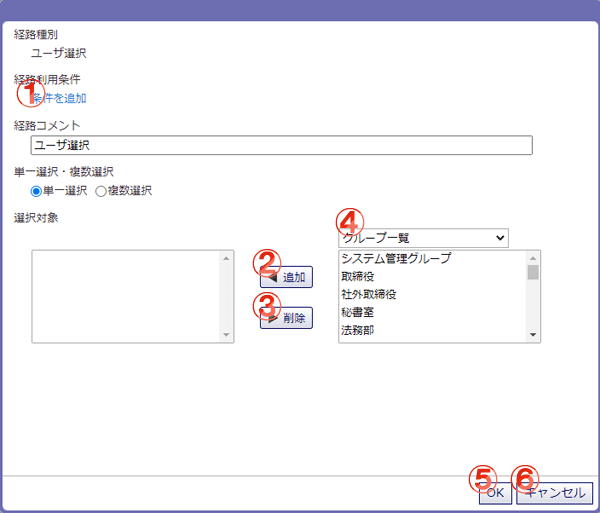 経路種別
ユーザ選択
経路利用条件
①
条件を追加
経路コメント
ユーザ選択
単一選択・複数選択
単一選択 複数選択
選択対象
④
グループ一覧
② 追加
③ 削除
システム管理グループ
取締役
社外取締役
秘書室
法務部
⑤ OK ⑥ キャンセル